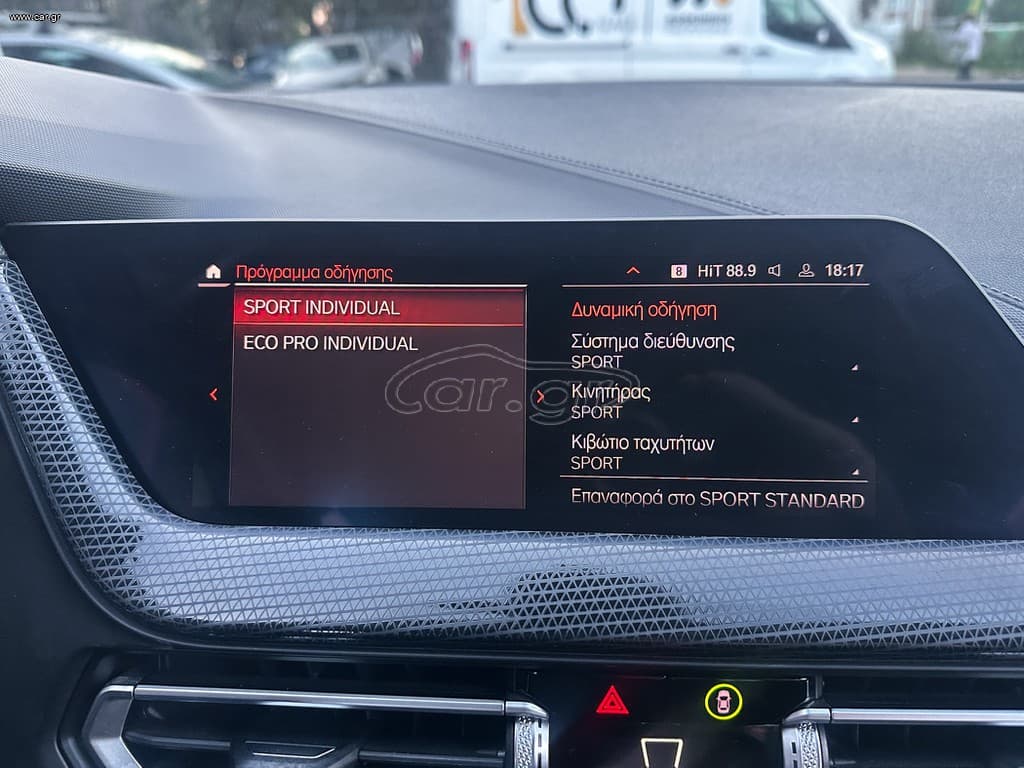 www.car.gr
Πρόγραμμα οδήγησης
8 HiT 88.9 18:17
SPORT INDIVIDUAL
ECO PRO INDIVIDUAL
Δυναμική οδήγηση
Σύστημα διεύθυνσης
SPORT
Κινητήρας
SPORT
Κιβώτιο ταχυτήτων
SPORT
Επαναφορά στο SPORT STANDARD
car.gr